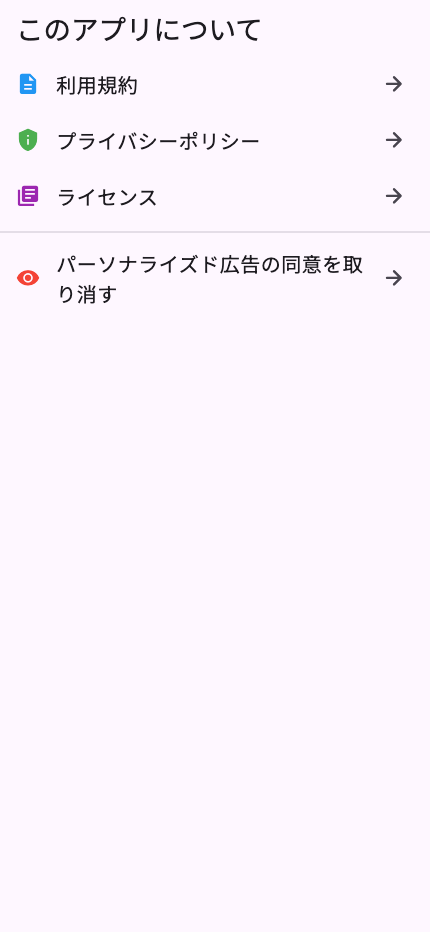 このアプリについて
利用規約
プライバシーポリシー
ライセンス
パーソナライズド広告の同意を取
り消す